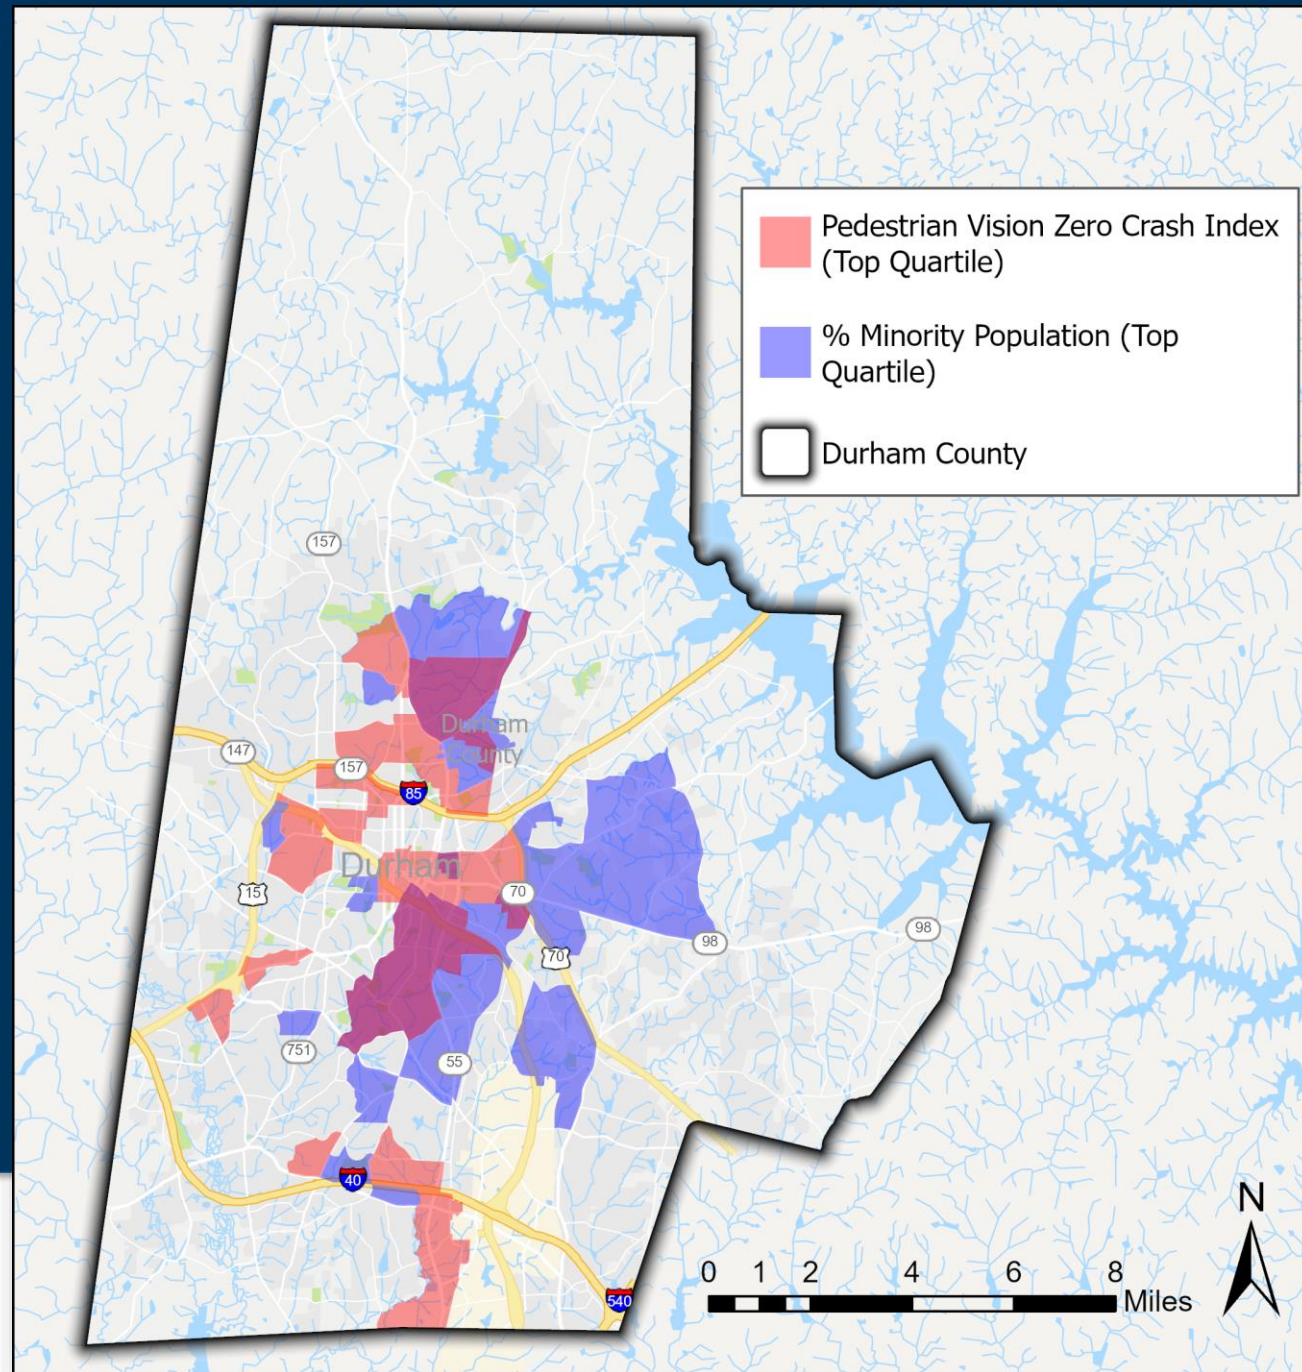 Pedestrian Vision Zero Crash Index
(Top Quartile)
% Minority Population (Top
Quartile)
Durham County
157
Durham
County
147
157
85
Durham
15
70
98
98
70
751
55
40
N
0 1 2 4 6 8
Miles
540